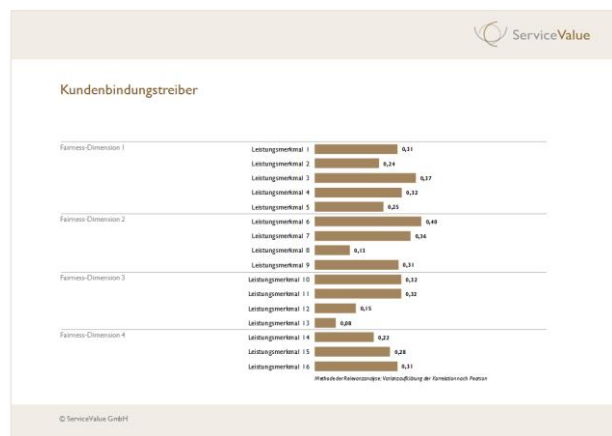 ServiceValue
Kundenbindungstreiber
Fairness-Dimension 1
Leistungsmerkmal 1 0,31
Leistungsmerkmal 2 0,24
Leistungsmerkmal 3 0,37
Leistungsmerkmal 4 0,32
Leistungsmerkmal 5 0,25
Fairness-Dimension 2
Leistungsmerkmal 6 0,40
Leistungsmerkmal 7 0,36
Leistungsmerkmal 8 0,13
Leistungsmerkmal 9 0,31
Fairness-Dimension 3
Leistungsmerkmal 10 0,32
Leistungsmerkmal 11 0,32
Leistungsmerkmal 12 0,15
Leistungsmerkmal 13 0,08
Fairness-Dimension 4
Leistungsmerkmal 14 0,22
Leistungsmerkmal 15 0,28
Leistungsmerkmal 16 0,31
Methode der Relevanzanalyse: Varianzaufklärung der Korrelation nach Pearson
© ServiceValue GmbH